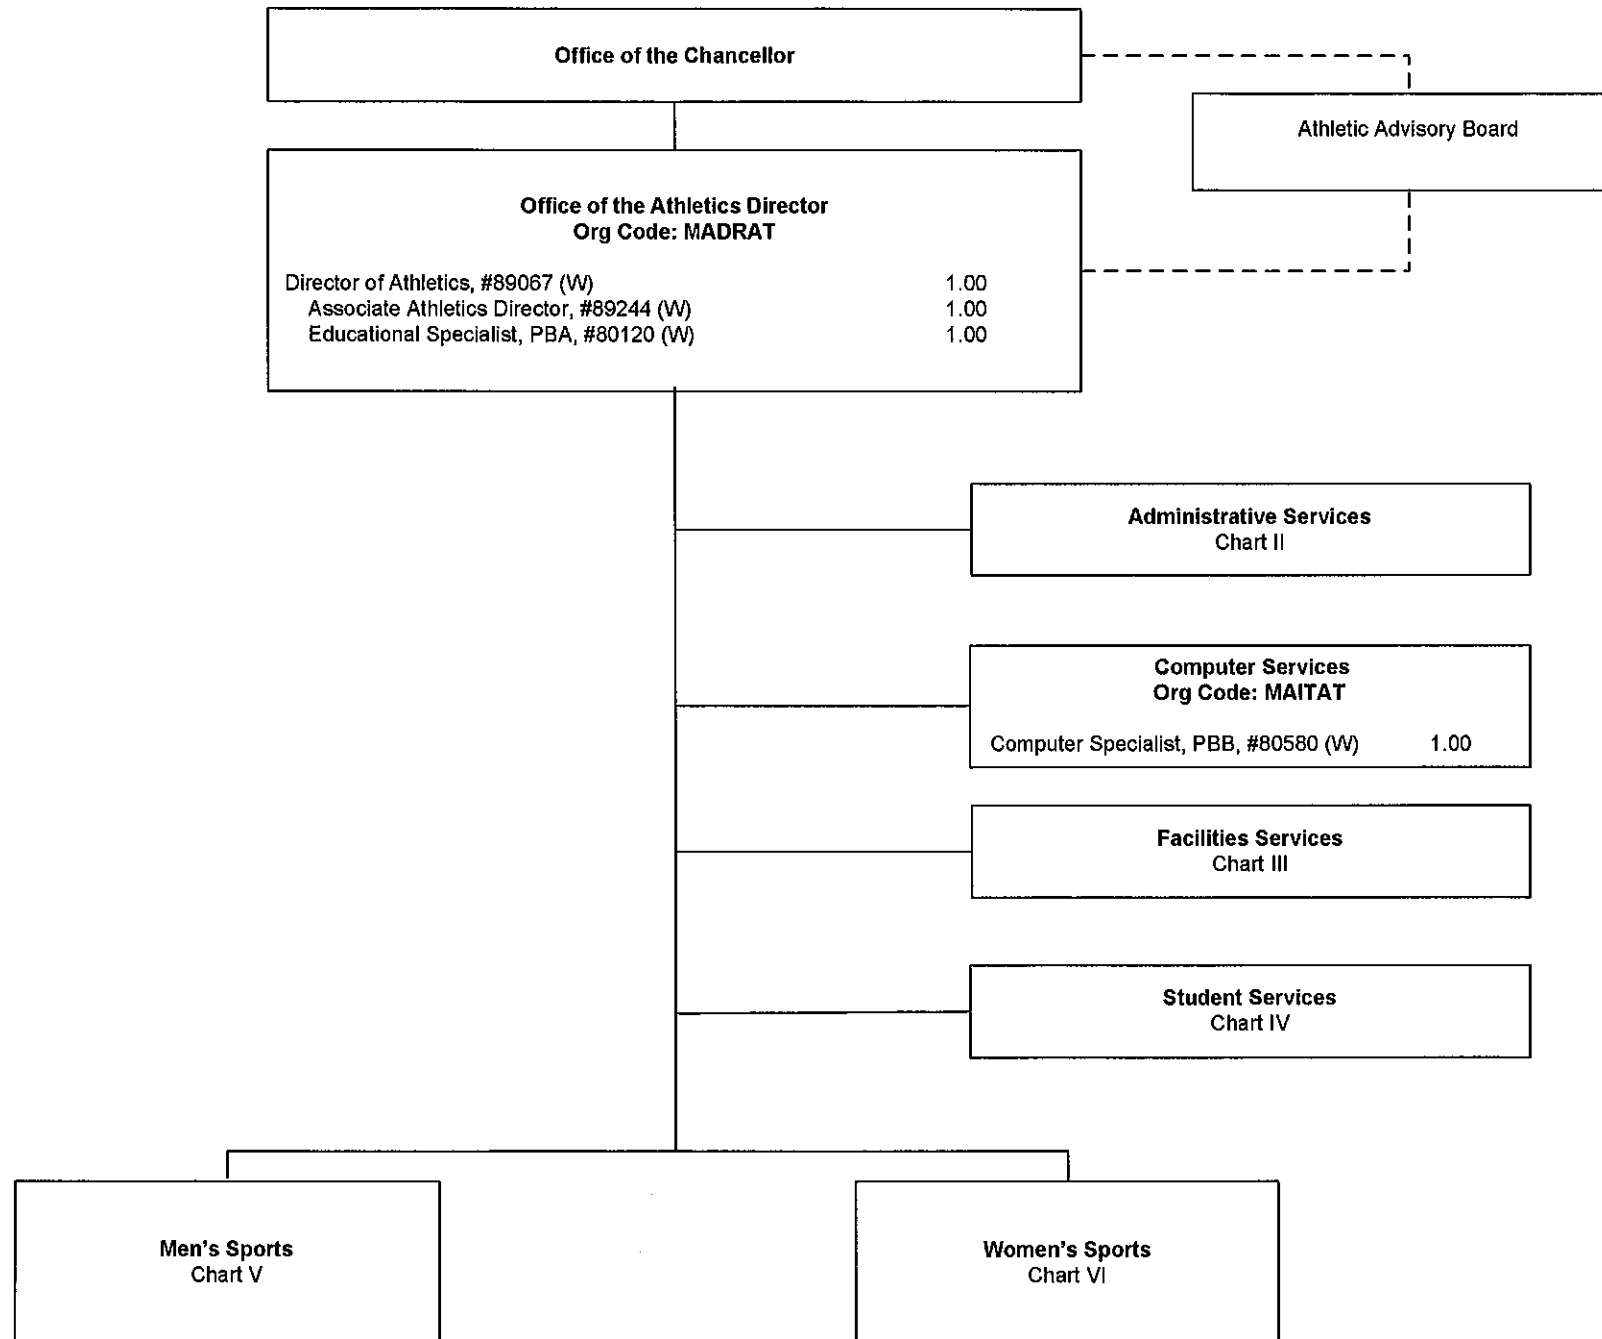 Office of the Chancellor
Athletic Advisory Board
Office of the Athletics Director
Org Code: MADRAT
Director of Athletics, #89067 (W) 1.00
Associate Athletics Director, #89244 (W) 1.00
Educational Specialist, PBA, #80120 (W) 1.00
Administrative Services
Chart II
Computer Services
Org Code: MAITAT
Computer Specialist, PBB, #80580 (W) 1.00
Facilities Services
Chart III
Student Services
Chart IV
Men's Sports
Chart V
Women's Sports
Chart VI